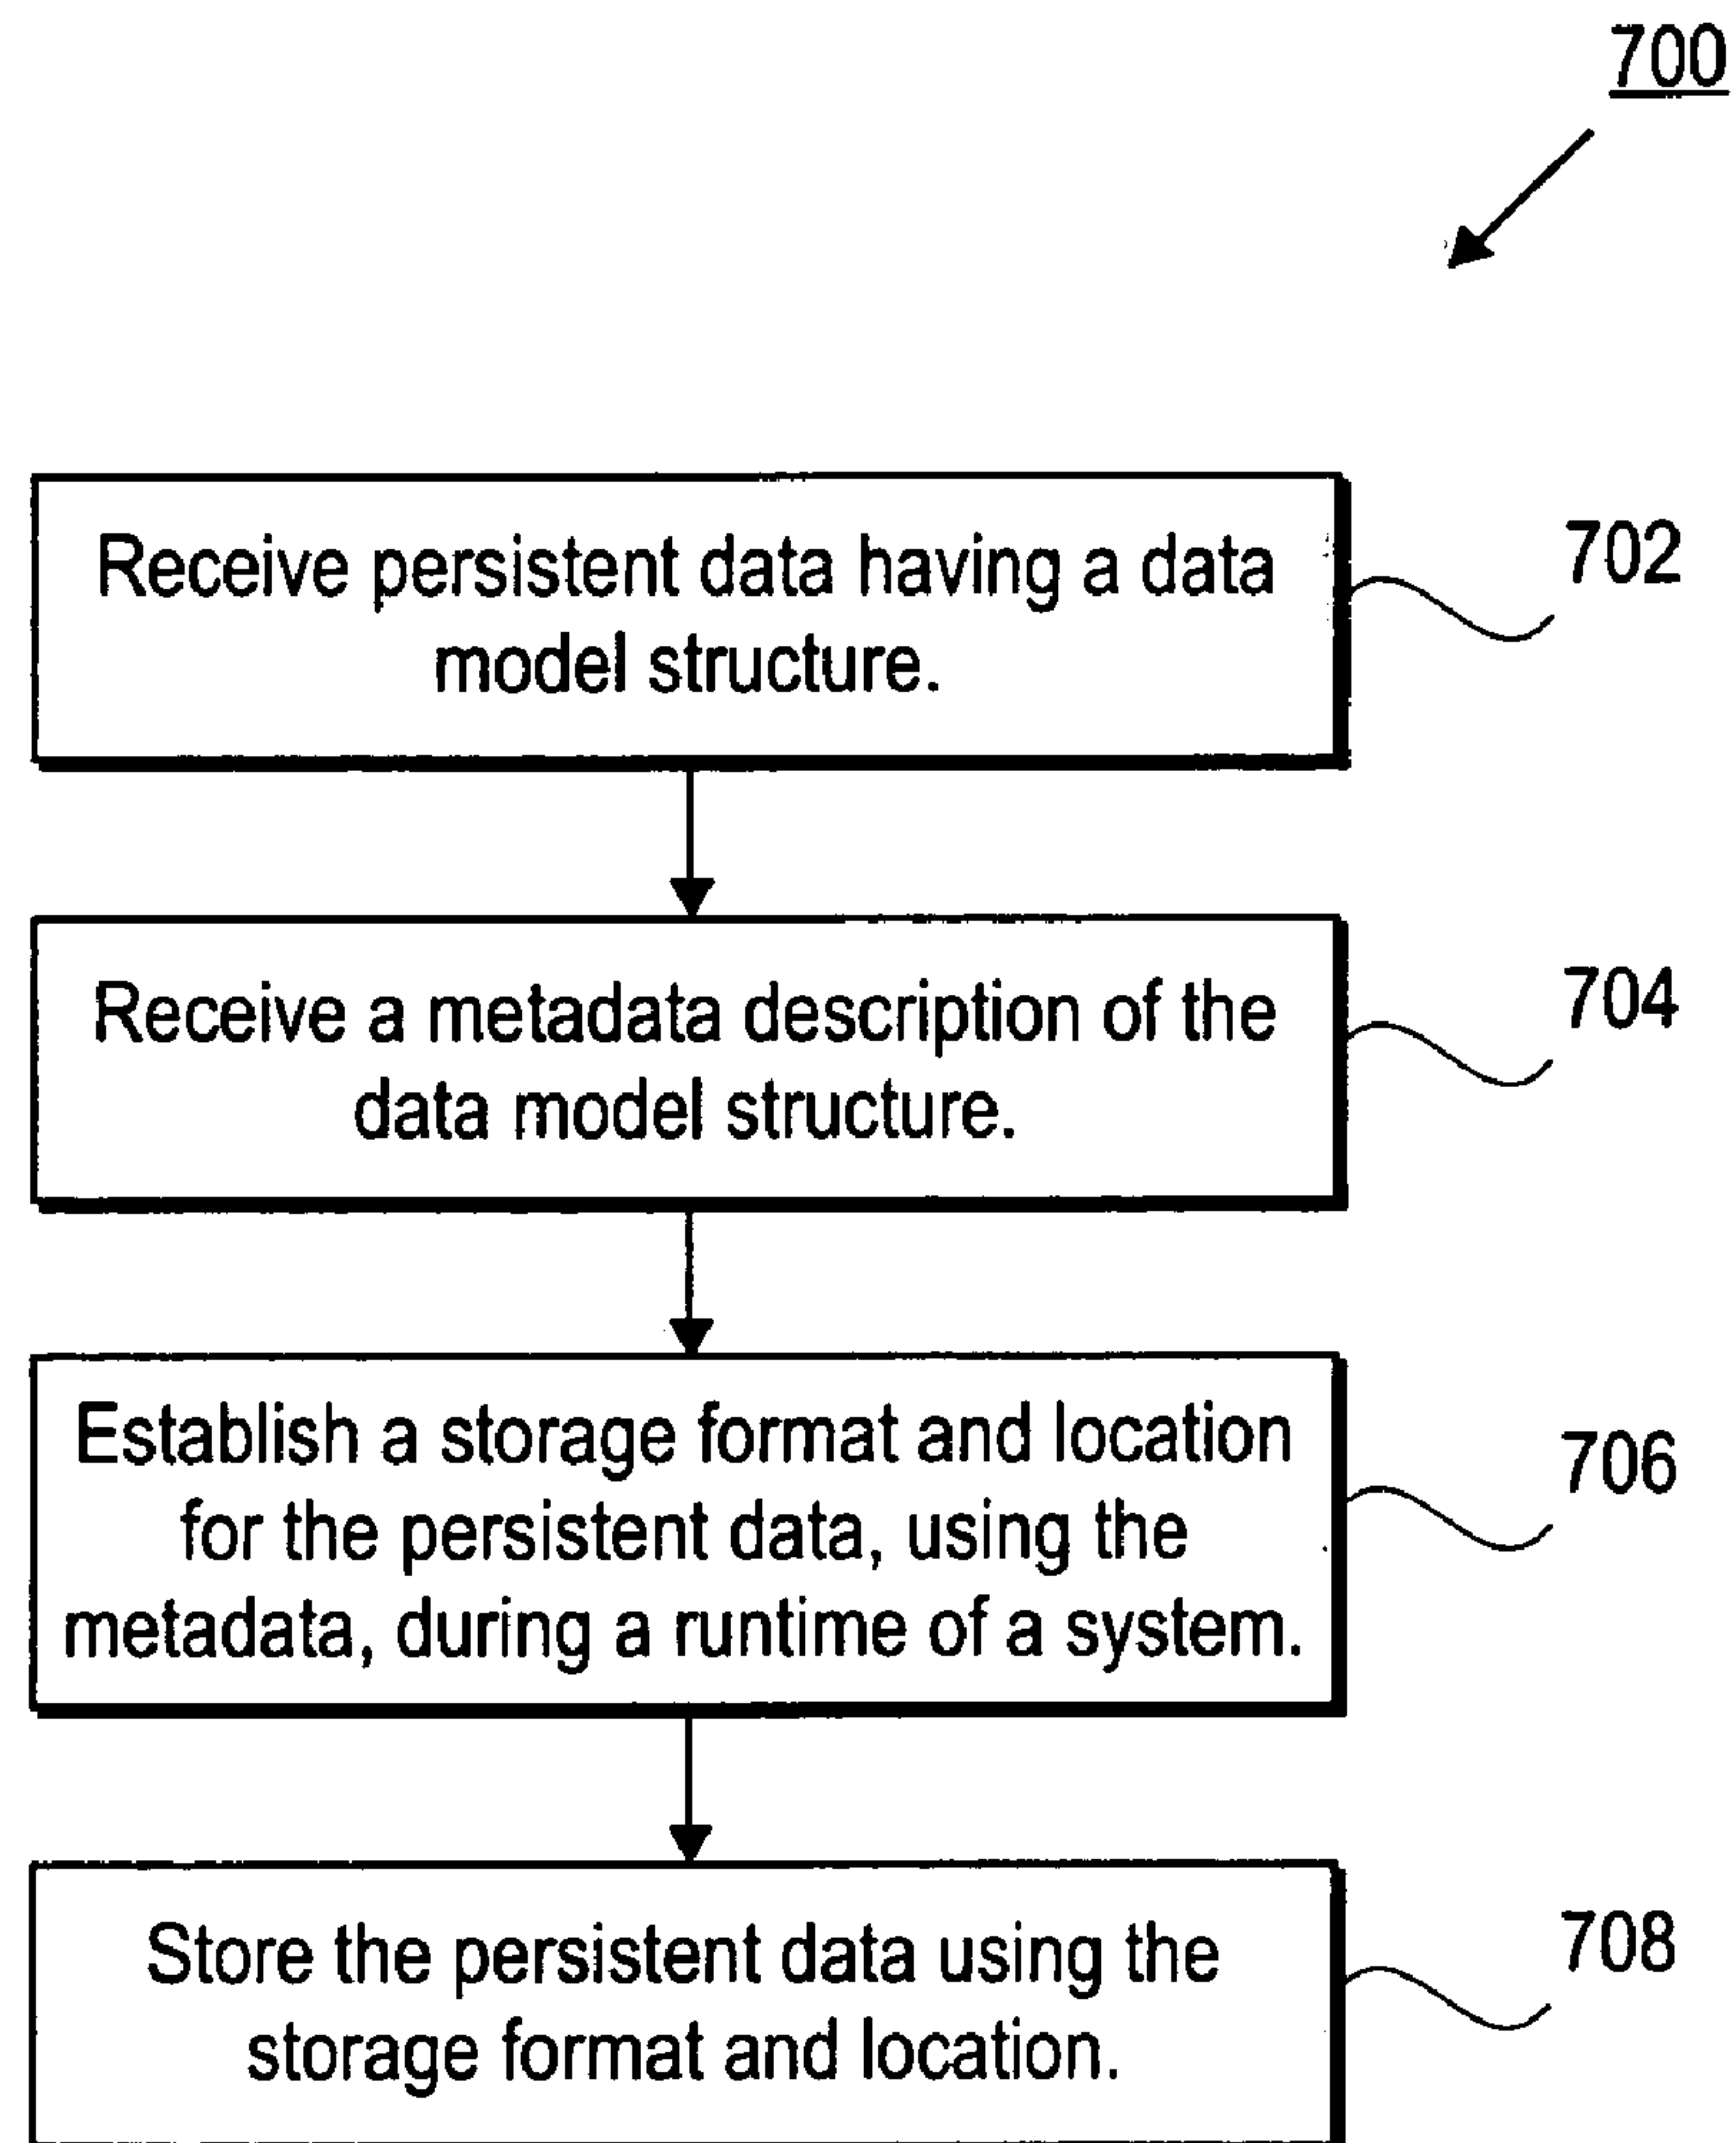 700
Receive persistent data having a data
model structure.
702
Receive a metadata description of the
data model structure.
704
Establish a storage format and location
for the persistent data, using the
metadata, during a runtime of a system.
706
Store the persistent data using the
storage format and location.
708